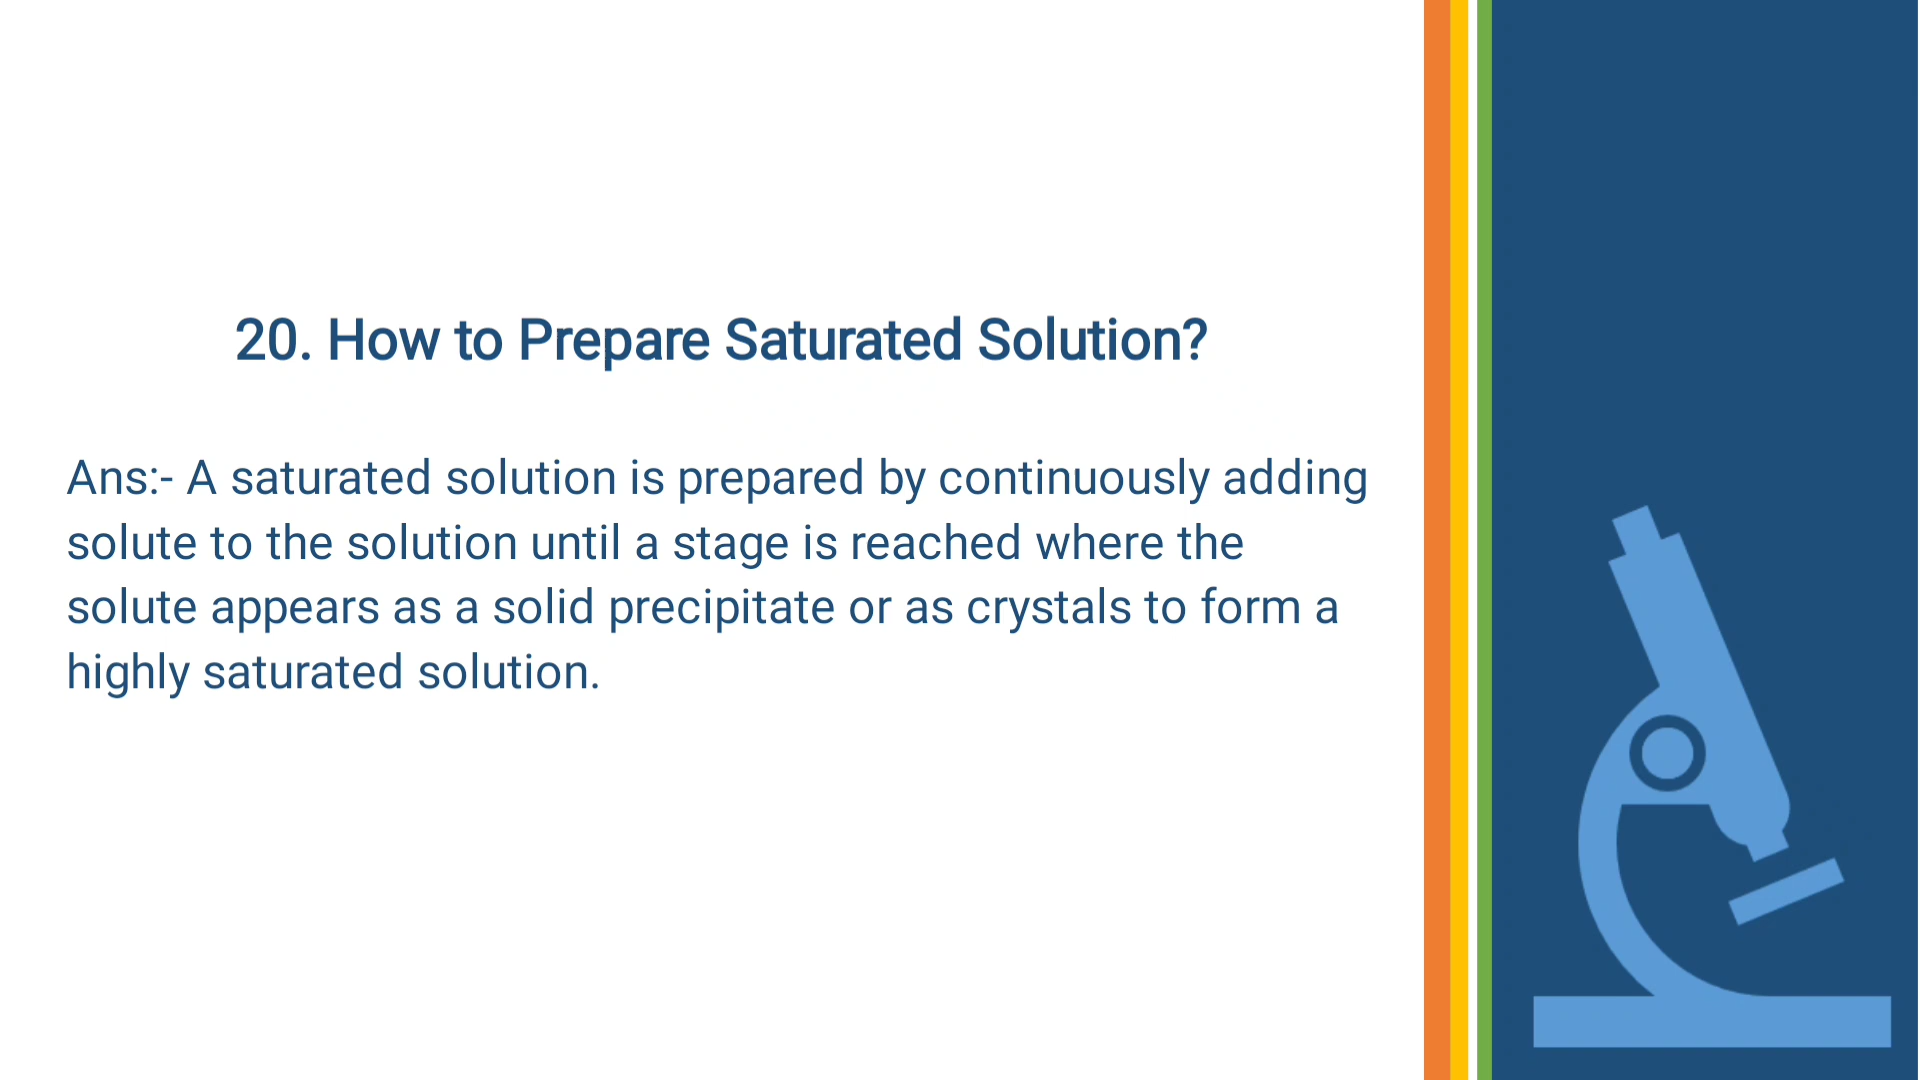 20. How to Prepare Saturated Solution?
Ans:- A saturated solution is prepared by continuously adding
solute to the solution until a stage is reached where the
solute appears as a solid precipitate or as crystals to form a
highly saturated solution.